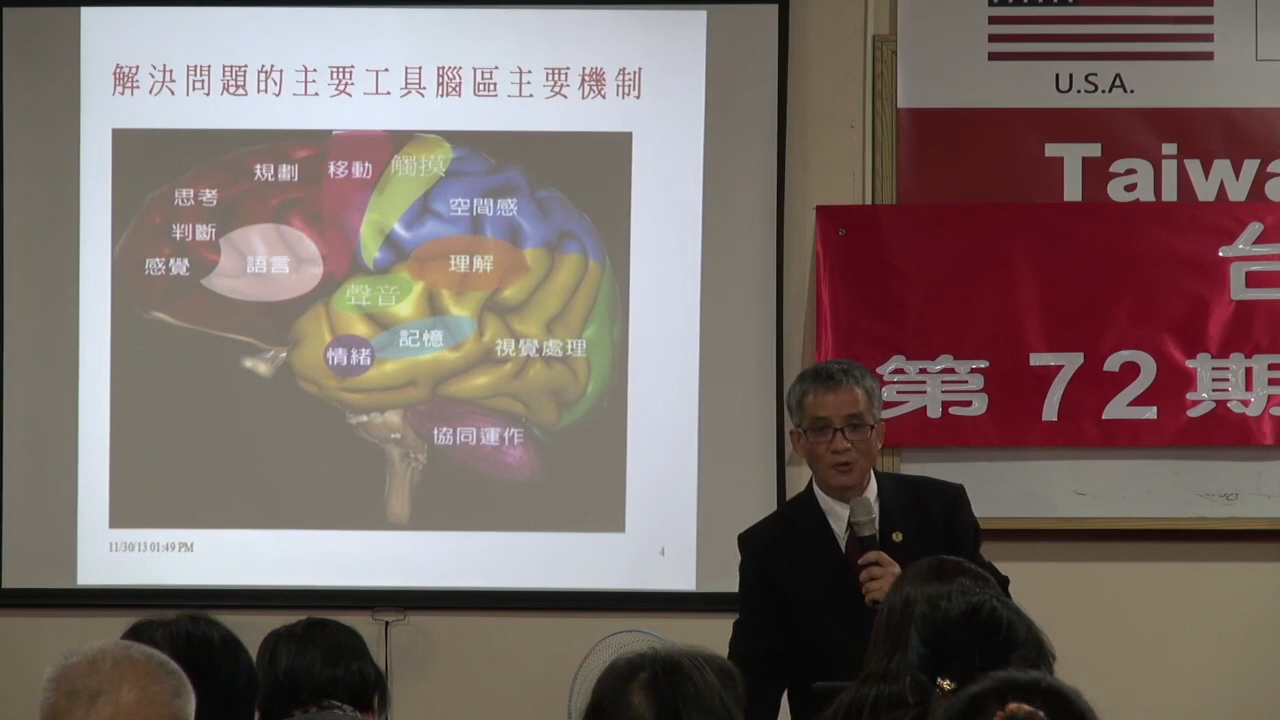 解決問題的主要工具腦區主要機制
規劃
移動
觸摸
思考
空間感
判斷
感覺
語言
理解
聲音
記憶
情緒
視覺處理
協同運作
11/30/13 01:49 PM
4
U.S.A.
Taiwa
台
第 72 期